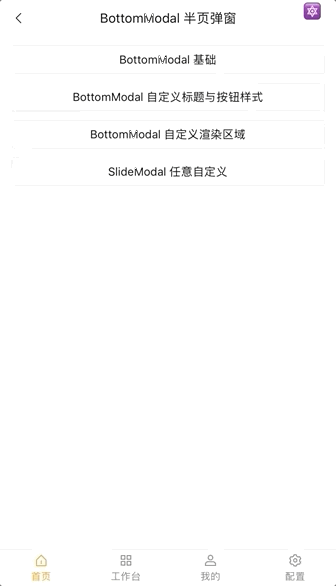 BottomModal 半页弹窗
BottomModal 基础
BottomModal 自定义标题与按钮样式
BottomModal 自定义渲染区域
SlideModal 任意自定义
首页 工作台 我的 配置